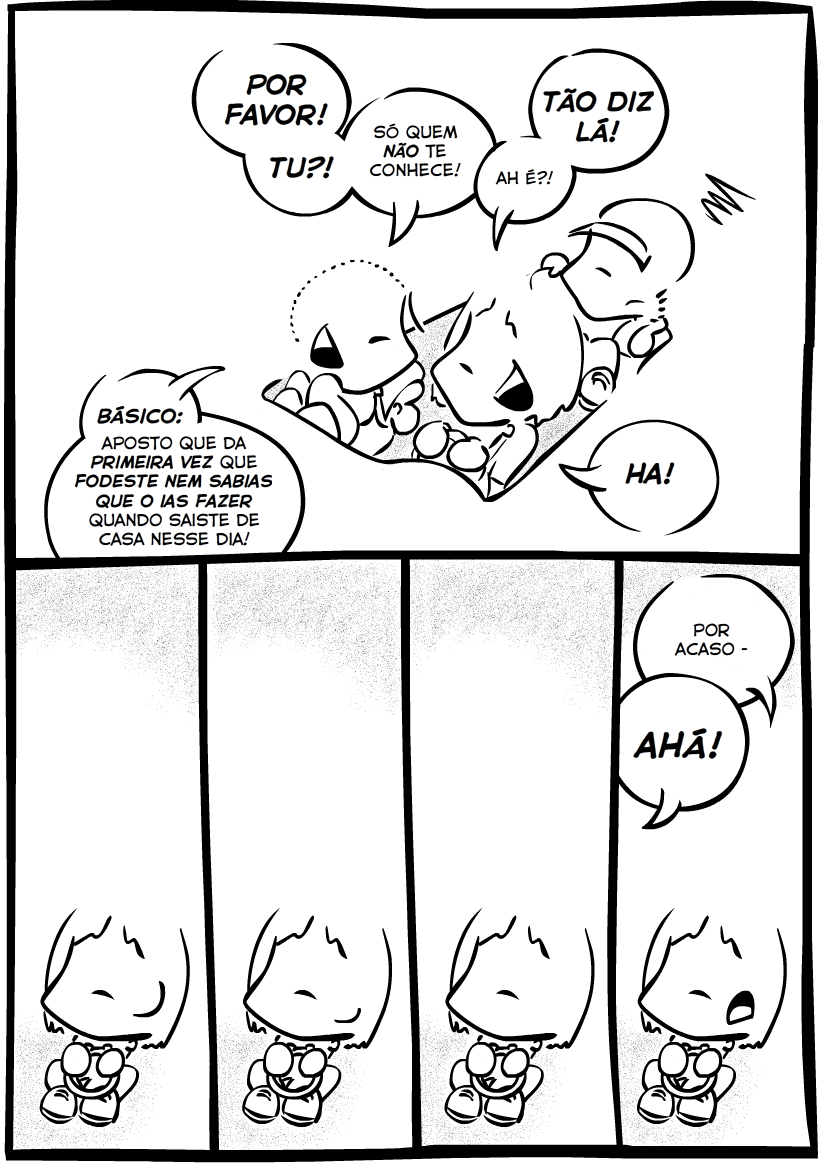 POR
FAVOR!
TU?!
SÓ QUEM
NÃO TE
CONHECE!
AH É?!
TÃO DIZ
LÁ!
BÁSICO:
APOSTO QUE DA
PRIMEIRA VEZ QUE
FODESTE NEM SABIAS
QUE O IAS FAZER
QUANDO SAISTE DE
CASA NESSE DIA!
HA!
POR
ACASO -
AHÁ!